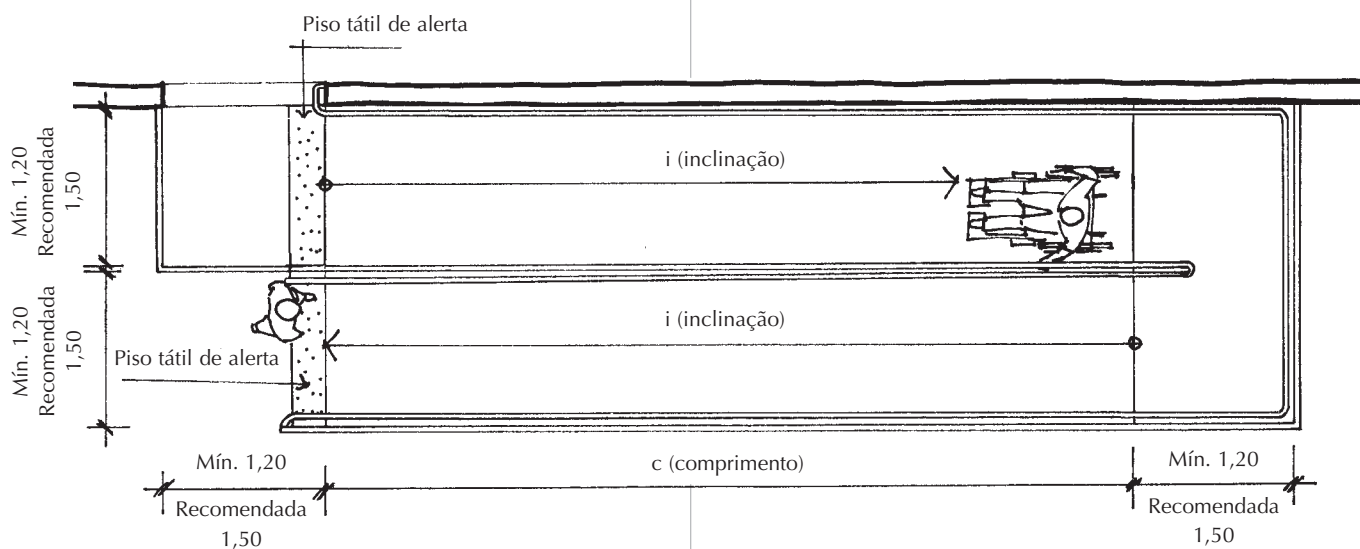 Piso tátil de alerta
i (inclinação)
Mín. 1,20
Recomendada
1,50
i (inclinação)
Mín. 1,20
Recomendada
1,50
Piso tátil de alerta
Mín. 1,20
Recomendada
1,50
c (comprimento)
Mín. 1,20
Recomendada
1,50